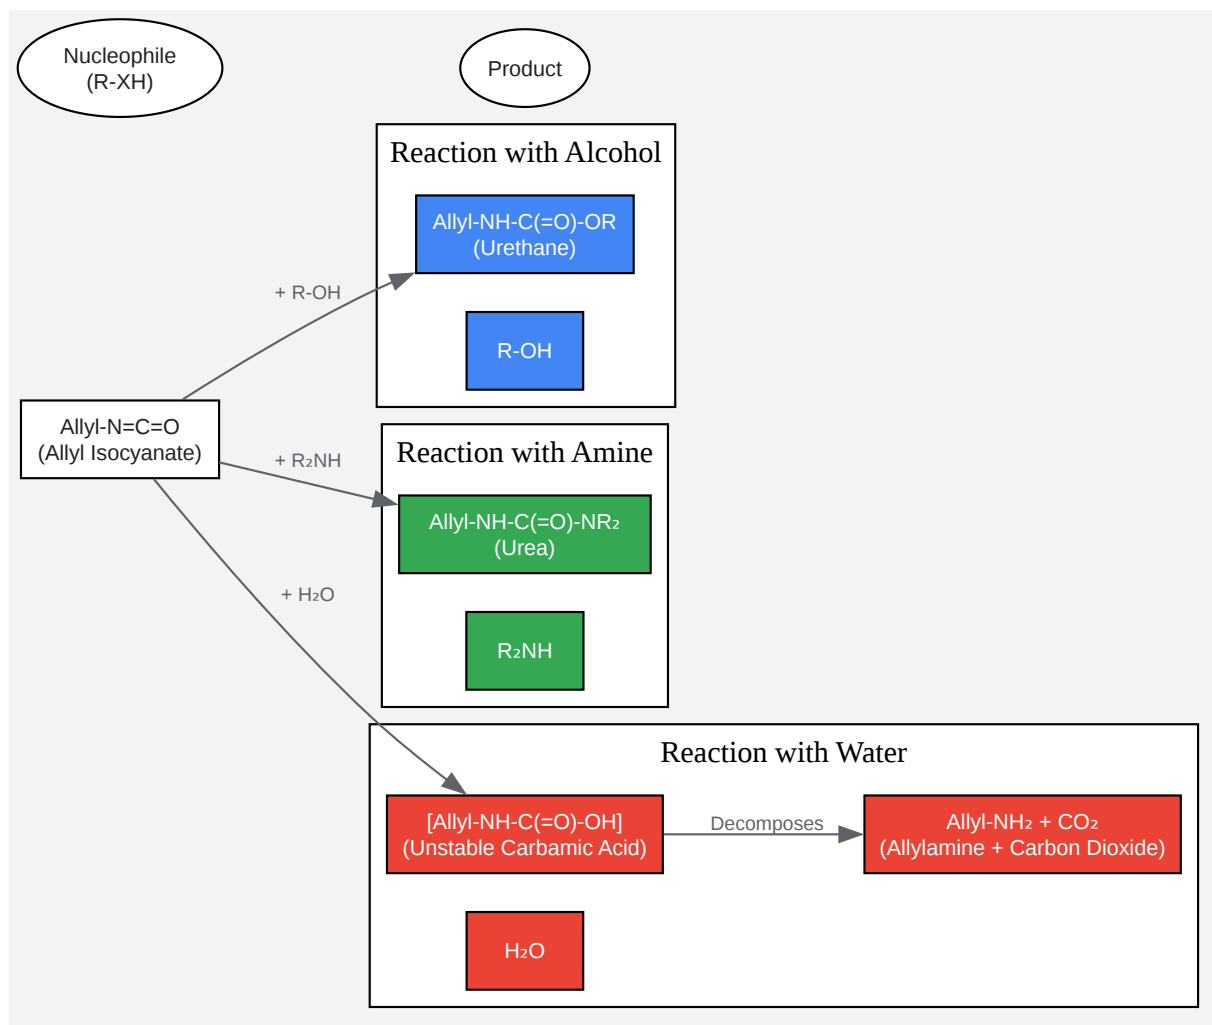 Nucleophile
(R-XH)
Product
Reaction with Alcohol
Allyl-NH-C(=O)-OR
(Urethane)
+ R-OH
R-OH
Allyl-N=C=O
(Allyl Isocyanate)
Reaction with Amine
+ R₂NH
Allyl-NH-C(=O)-NR₂
(Urea)
+ H₂O
R₂NH
Reaction with Water
[Allyl-NH-C(=O)-OH]
(Unstable Carbamic Acid)
Decomposes
Allyl-NH₂ + CO₂
(Allylamine + Carbon Dioxide)
H₂O